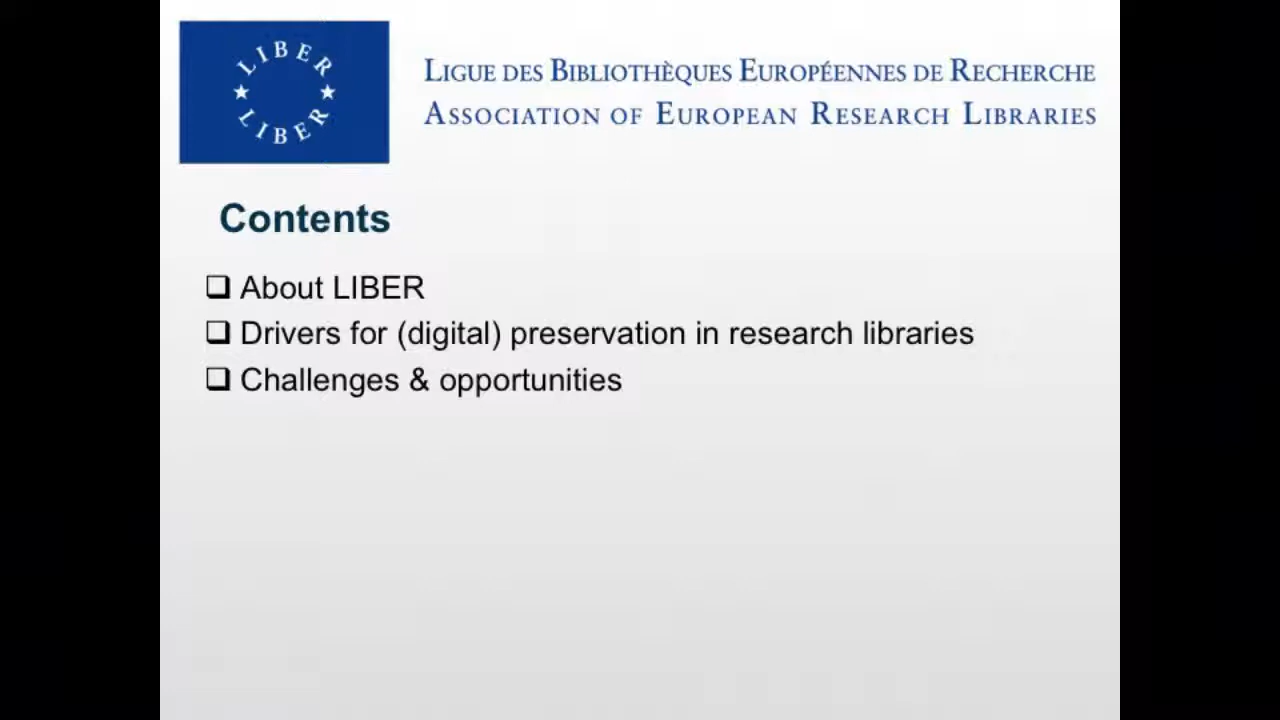 LIBER
LIBER
LIGUE DES BIBLIOTHÈQUES EUROPÉENNES DE RECHERCHE
ASSOCIATION OF EUROPEAN RESEARCH LIBRARIES
Contents
❑ About LIBER
❑ Drivers for (digital) preservation in research libraries
❑ Challenges & opportunities